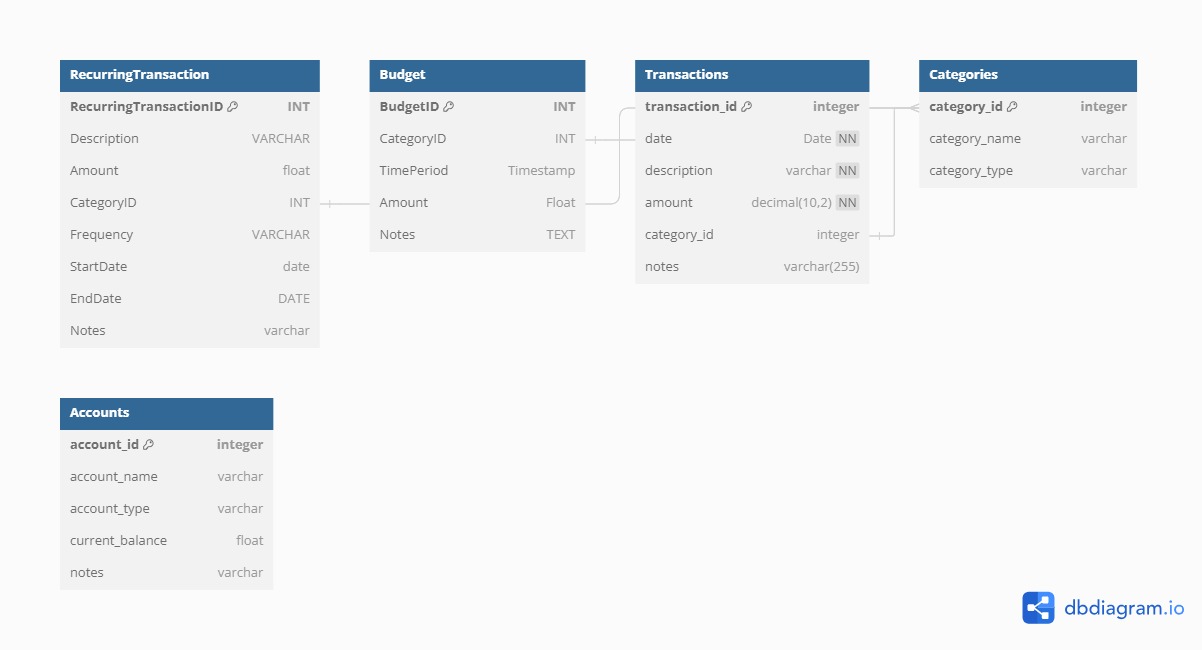 RecurringTransaction
RecurringTransactionID INT
Description VARCHAR
Amount float
CategoryID INT
Frequency VARCHAR
StartDate date
EndDate DATE
Notes varchar
Budget
BudgetID INT
CategoryID INT
TimePeriod Timestamp
Amount Float
Notes TEXT
Transactions
transaction_id integer
date Date NN
description varchar NN
amount decimal(10,2) NN
category_id integer
notes varchar(255)
Categories
category_id integer
category_name varchar
category_type varchar
Accounts
account_id integer
account_name varchar
account_type varchar
current_balance float
notes varchar
dbdiagram.io